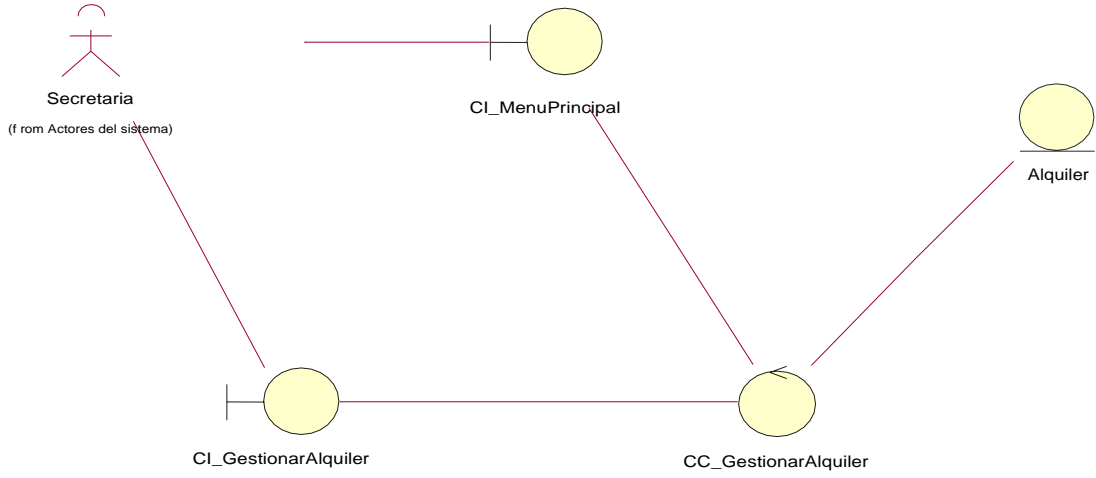 Secretaria
(f rom Actores del sistema)
CI_MenuPrincipal
Alquiler
CI_GestionarAlquiler
CC_GestionarAlquiler